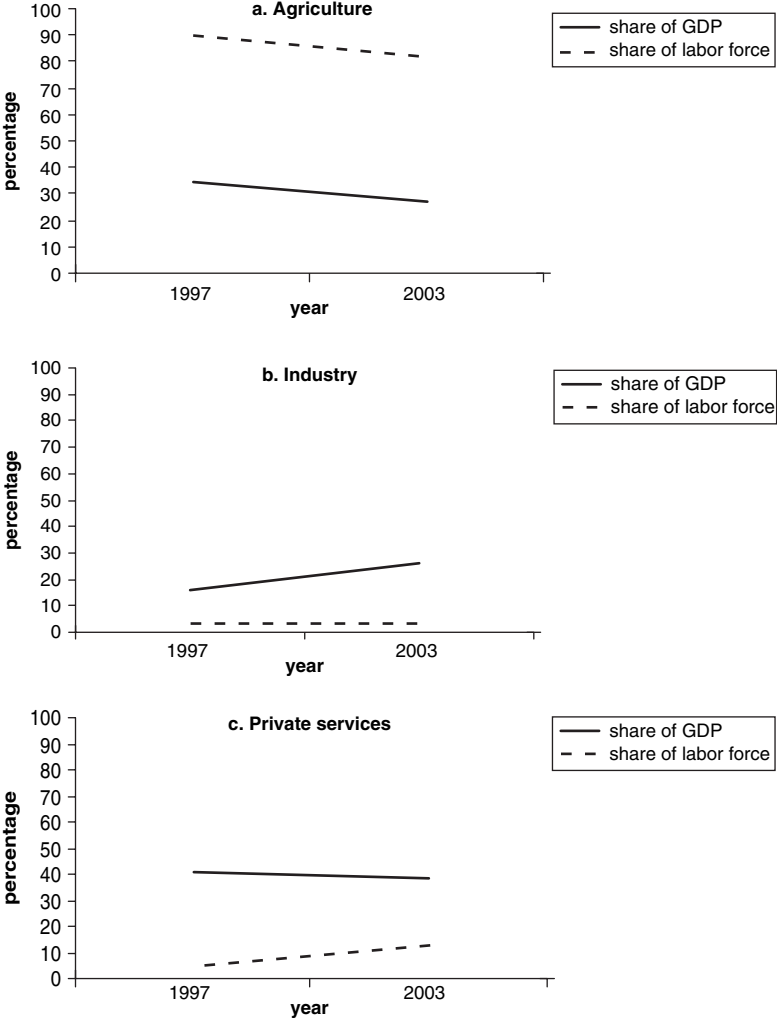 a. Agriculture
share of GDP
share of labor force
percentage
100
90
80
70
60
50
40
30
20
10
0
1997
2003
year
b. Industry
share of GDP
share of labor force
percentage
100
90
80
70
60
50
40
30
20
10
0
1997
2003
year
c. Private services
share of GDP
share of labor force
percentage
100
90
80
70
60
50
40
30
20
10
0
1997
2003
year